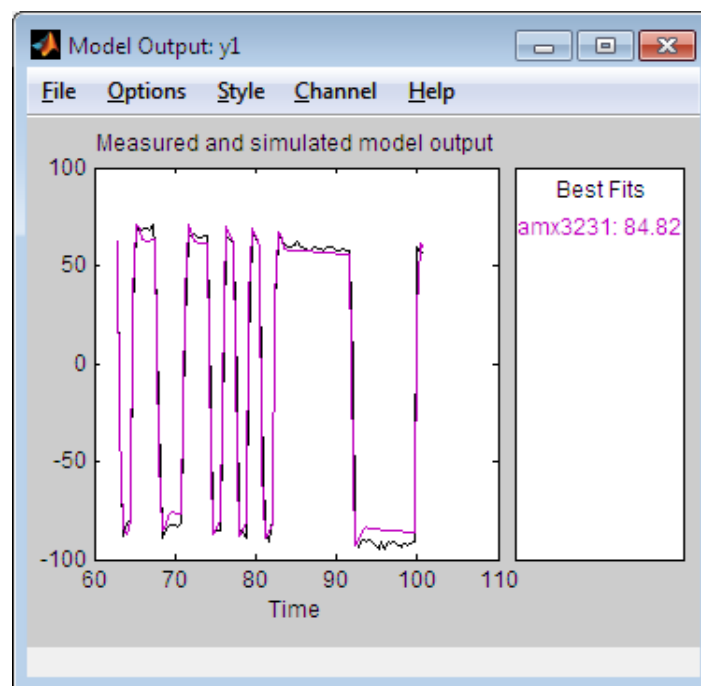 Model Output: y1
File Options Style Channel Help
Measured and simulated model output
100
50
0
-50
-100
60 70 80 90 100 110
Time
Best Fits
amx3231: 84.82